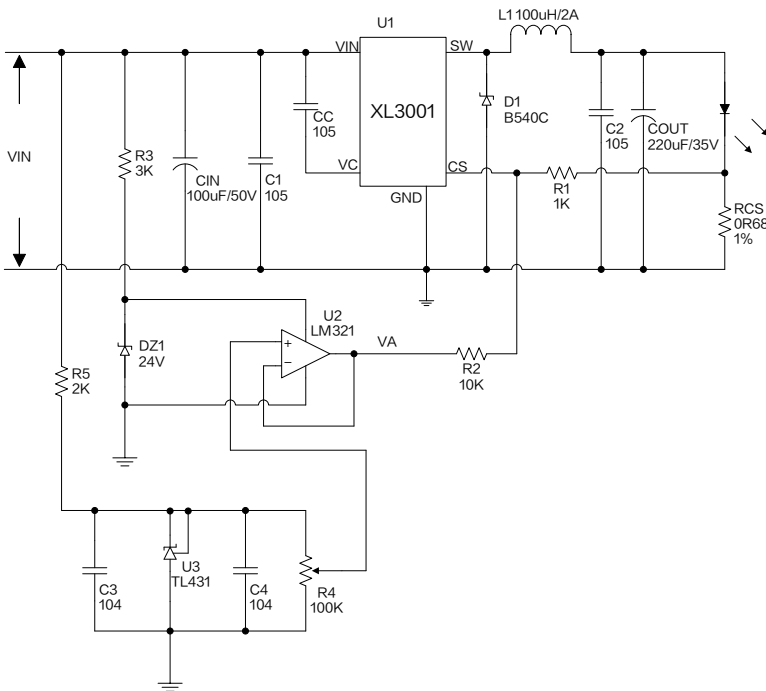 L1 100uH/2A
U1
VIN
SW
XL3001
CC
105
D1
B540C
C2
105
COUT
220uF/35V
VIN
R3
3K
CIN
100uF/50V
C1
105
VC
CS
GND
R1
1K
RCS
0R68
1%
U2
LM321
DZ1
24V
+
−
VA
R2
10K
R5
2K
C3
104
U3
TL431
C4
104
R4
100K